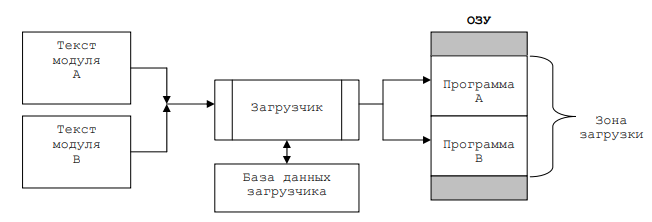 ОЗУ
Текст
модуля
А
Текст
модуля
В
Загрузчик
База данных
загрузчика
Программа
А
Программа
В
Зона
загрузки